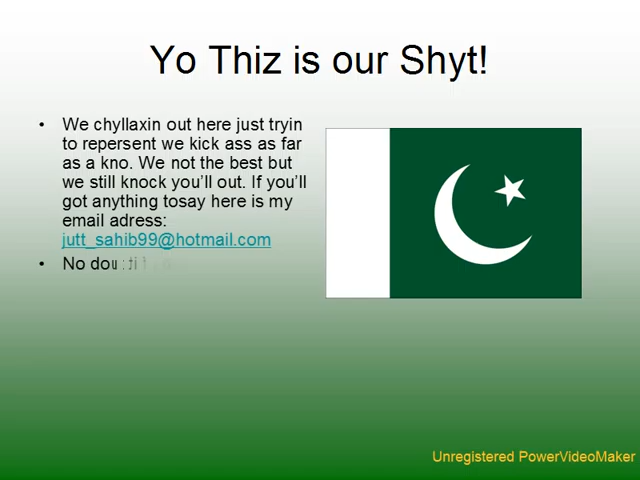 Yo Thiz is our Shyt!
• We chyllaxin out here just tryin
to repersent we kick ass as far
as a kno. We not the best but
we still knock you'll out. If you'll
got anything tosay here is my
email adress:
jutt_sahib99@hotmail.com
• No
Unregistered PowerVideoMaker